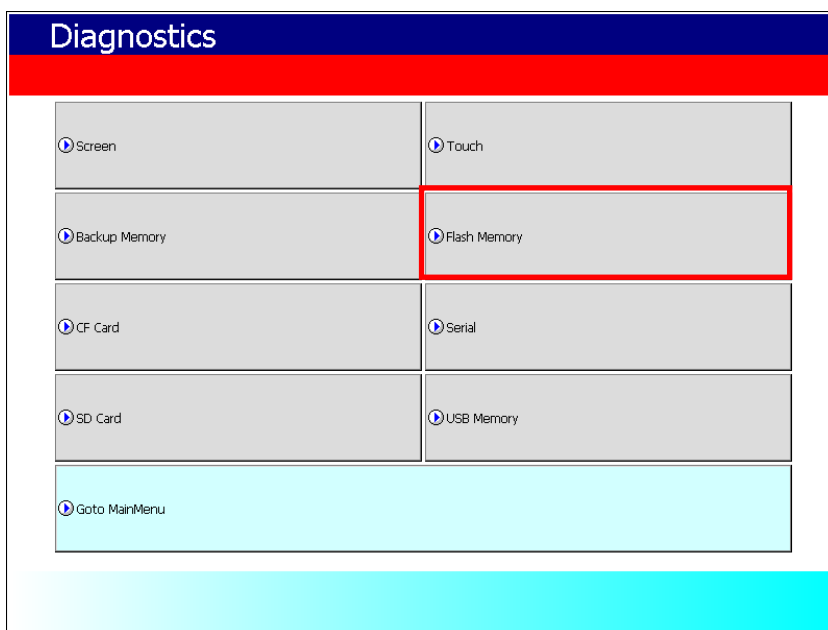 Diagnostics
Screen
Touch
Backup Memory
Flash Memory
CF Card
Serial
SD Card
USB Memory
Goto MainMenu